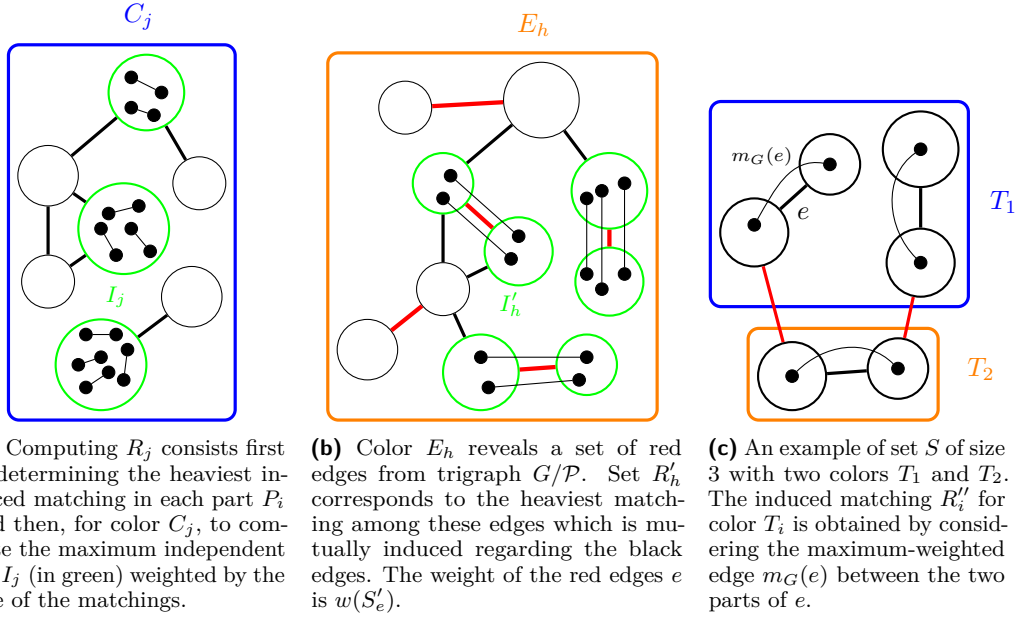 C_j
I_j
Computing R_j consists first
determining the heaviest in-
ced matching in each part P_i
d then, for color C_j, to com-
te the maximum independent
I_j (in green) weighted by the
e of the matchings.
E_h
I'_h
(b) Color E_h reveals a set of red
edges from trigraph G/𝒫. Set R'_h
corresponds to the heaviest match-
ing among these edges which is mu-
tually induced regarding the black
edges. The weight of the red edges e
is w(S'_e).
m_G(e)
e
T_1
T_2
(c) An example of set S of size
3 with two colors T_1 and T_2.
The induced matching R''_i for
color T_i is obtained by consid-
ering the maximum-weighted
edge m_G(e) between the two
parts of e.